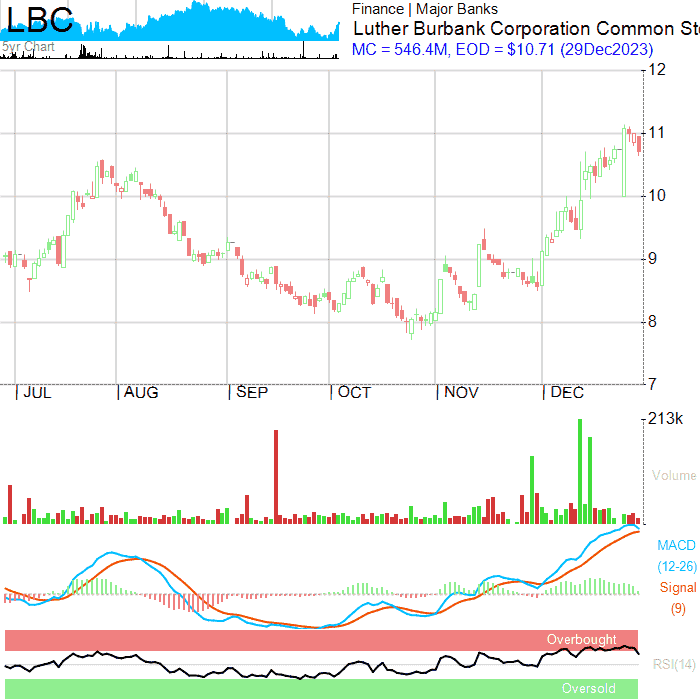 LBC
5yr Chart
Finance | Major Banks
Luther Burbank Corporation Common Sto
MC = 546.4M, EOD = $10.71 (29Dec2023)
12
11
10
9
8
7
JUL AUG SEP OCT NOV DEC
213k
Volume
MACD
(12-26)
Signal
(9)
Overbought
RSI(14)
Oversold